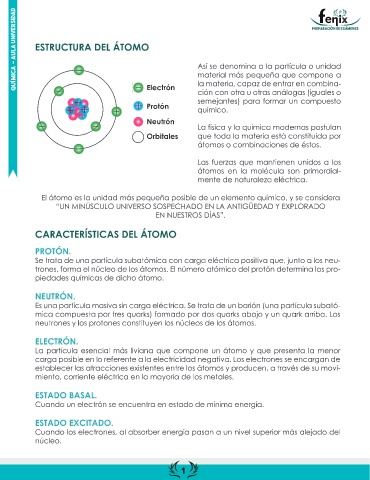 QUÍMICA - AULA UNIVERSIDAD
fenix
PREPARACIÓN DE EXÁMENES
ESTRUCTURA DEL ÁTOMO
Electrón
Protón
Neutrón
Orbitales
Así se denomina a la partícula o unidad
material más pequeña que compone a
la materia, capaz de entrar en combina-
ción con otra u otras análogas (iguales o
semejantes) para formar un compuesto
químico.
La física y la química modernas postulan
que toda la materia está constituida por
átomos o combinaciones de éstos.
Las fuerzas que mantienen unidos a los
átomos en la molécula son primordial-
mente de naturaleza eléctrica.
El átomo es la unidad más pequeña posible de un elemento químico, y se considera
"UN MINÚSCULO UNIVERSO SOSPECHADO EN LA ANTIGÜEDAD Y EXPLORADO
EN NUESTROS DÍAS".
CARACTERÍSTICAS DEL ÁTOMO
PROTÓN.
Se trata de una partícula subatómica con carga eléctrica positiva que, junto a los neu-
trones, forma el núcleo de los átomos. El número atómico del protón determina las pro-
piedades químicas de dicho átomo.
NEUTRÓN.
Es una partícula masiva sin carga eléctrica. Se trata de un barión (una partícula subató-
mica compuesta por tres quarks) formado por dos quarks abajo y un quark arriba. Los
neutrones y los protones constituyen los núcleos de los átomos.
ELECTRÓN.
La partícula esencial más liviana que compone un átomo y que presenta la menor
carga posible en lo referente a la electricidad negativa. Los electrones se encargan de
establecer las atracciones existentes entre los átomos y producen, a través de su movi-
miento, corriente eléctrica en la mayoría de los metales.
ESTADO BASAL.
Cuando un electrón se encuentra en estado de mínima energía.
ESTADO EXCITADO.
Cuando los electrones, al absorber energía pasan a un nivel superior más alejado del
núcleo.
1